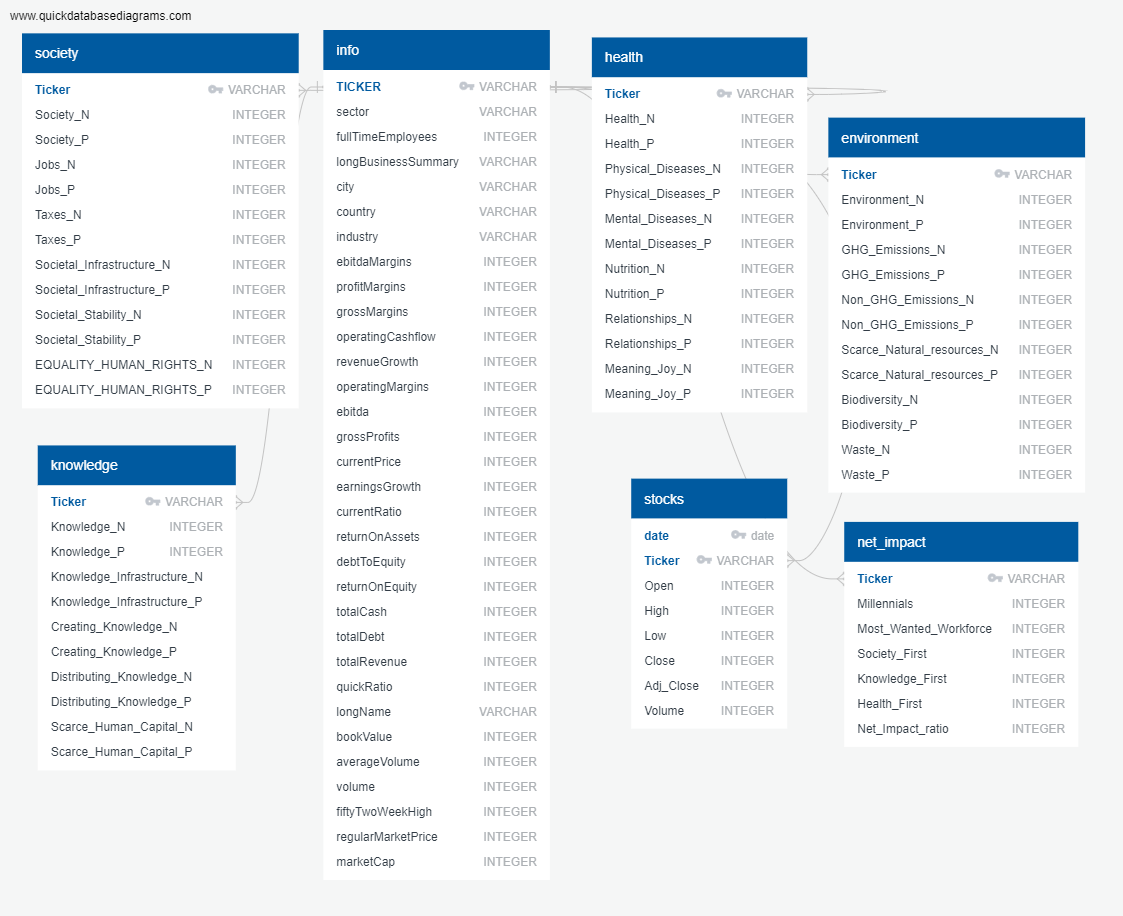 www.quickdatabasediagrams.com
society
Ticker VARCHAR
Society_N INTEGER
Society_P INTEGER
Jobs_N INTEGER
Jobs_P INTEGER
Taxes_N INTEGER
Taxes_P INTEGER
Societal_Infrastructure_N INTEGER
Societal_Infrastructure_P INTEGER
Societal_Stability_N INTEGER
Societal_Stability_P INTEGER
EQUALITY_HUMAN_RIGHTS_N INTEGER
EQUALITY_HUMAN_RIGHTS_P INTEGER
knowledge
Ticker VARCHAR
Knowledge_N INTEGER
Knowledge_P INTEGER
Knowledge_Infrastructure_N
Knowledge_Infrastructure_P
Creating_Knowledge_N
Creating_Knowledge_P
Distributing_Knowledge_N
Distributing_Knowledge_P
Scarce_Human_Capital_N
Scarce_Human_Capital_P
info
TICKER VARCHAR
sector VARCHAR
fullTimeEmployees INTEGER
longBusinessSummary VARCHAR
city VARCHAR
country VARCHAR
industry VARCHAR
ebitdaMargins INTEGER
profitMargins INTEGER
grossMargins INTEGER
operatingCashflow INTEGER
revenueGrowth INTEGER
operatingMargins INTEGER
ebitda INTEGER
grossProfits INTEGER
currentPrice INTEGER
earningsGrowth INTEGER
currentRatio INTEGER
returnOnAssets INTEGER
debtToEquity INTEGER
returnOnEquity INTEGER
totalCash INTEGER
totalDebt INTEGER
totalRevenue INTEGER
quickRatio INTEGER
longName VARCHAR
bookValue INTEGER
averageVolume INTEGER
volume INTEGER
fiftyTwoWeekHigh INTEGER
regularMarketPrice INTEGER
marketCap INTEGER
health
Ticker VARCHAR
Health_N INTEGER
Health_P INTEGER
Physical_Diseases_N INTEGER
Physical_Diseases_P INTEGER
Mental_Diseases_N INTEGER
Mental_Diseases_P INTEGER
Nutrition_N INTEGER
Nutrition_P INTEGER
Relationships_N INTEGER
Relationships_P INTEGER
Meaning_Joy_N INTEGER
Meaning_Joy_P INTEGER
environment
Ticker VARCHAR
Environment_N INTEGER
Environment_P INTEGER
GHG_Emissions_N INTEGER
GHG_Emissions_P INTEGER
Non_GHG_Emissions_N INTEGER
Non_GHG_Emissions_P INTEGER
Scarce_Natural_resources_N INTEGER
Scarce_Natural_resources_P INTEGER
Biodiversity_N INTEGER
Biodiversity_P INTEGER
Waste_N INTEGER
Waste_P INTEGER
stocks
date date
Ticker VARCHAR
Open INTEGER
High INTEGER
Low INTEGER
Close INTEGER
Adj_Close INTEGER
Volume INTEGER
net_impact
Ticker VARCHAR
Millennials INTEGER
Most_Wanted_Workforce INTEGER
Society_First INTEGER
Knowledge_First INTEGER
Health_First INTEGER
Net_Impact_ratio INTEGER